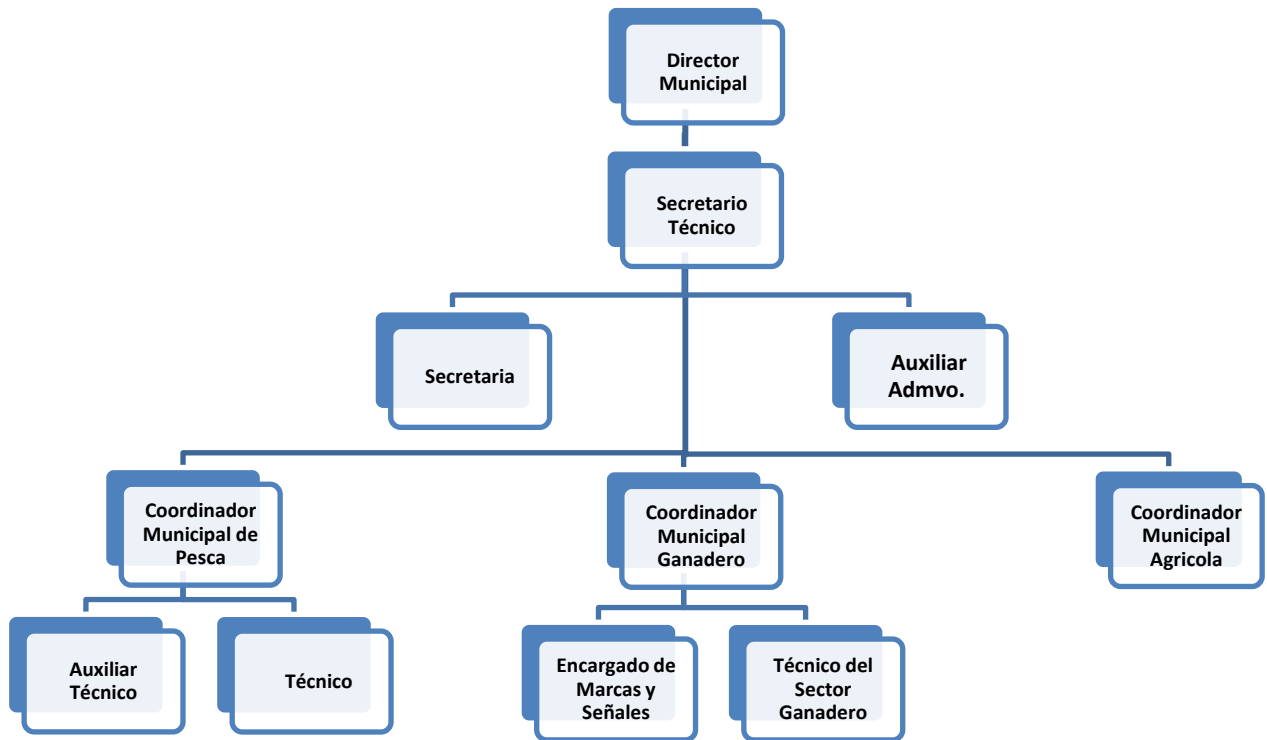 Director
Municipal
Secretario
Técnico
Secretaria
Auxiliar
Admvo.
Coordinador
Municipal de
Pesca
Coordinador
Municipal
Ganadero
Coordinador
Municipal
Agricola
Auxiliar
Técnico
Técnico
Encargado de
Marcas y
Señales
Técnico del
Sector
Ganadero